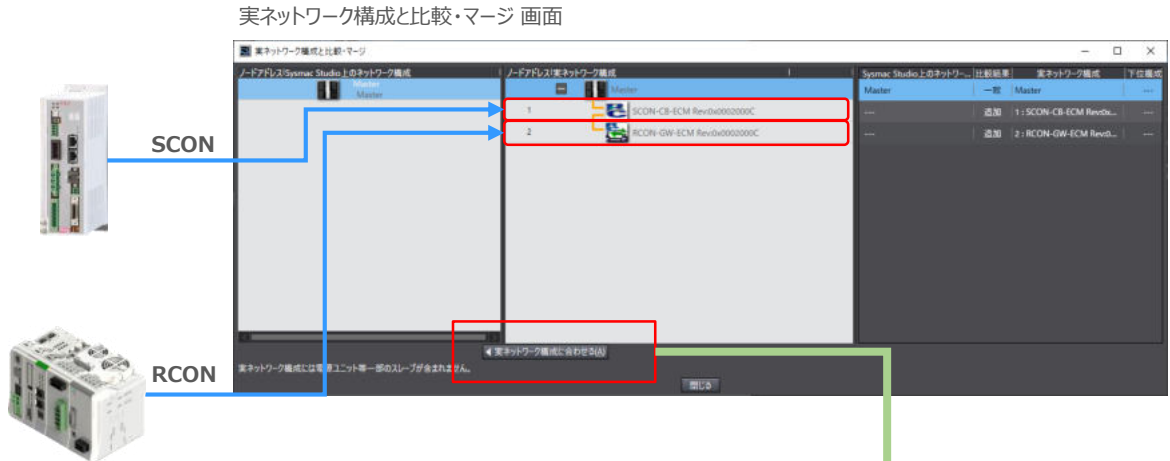 実ネットワーク構成と比較・マージ 画面
実ネットワーク構成と比較・マージ
ノードアドレス|Sysmac Studio上のネットワーク構成
ノードアドレス|実ネットワーク構成
Sysmac Studio上のネットワー... 比較結果 実ネットワーク構成 下位構成
Master
Master
Master
Master 一致 Master ---
1 SCON-CB-ECM Rev:0x0002000C
--- 追加 1 : SCON-CB-ECM Rev:0x... ---
2 RCON-GW-ECM Rev:0x0002000C
--- 追加 2 : RCON-GW-ECM Rev:0... ---
SCON
RCON
実ネットワーク構成に合わせる(A)
実ネットワーク構成には電源ユニット等一部のスレーブが含まれません。
閉じる